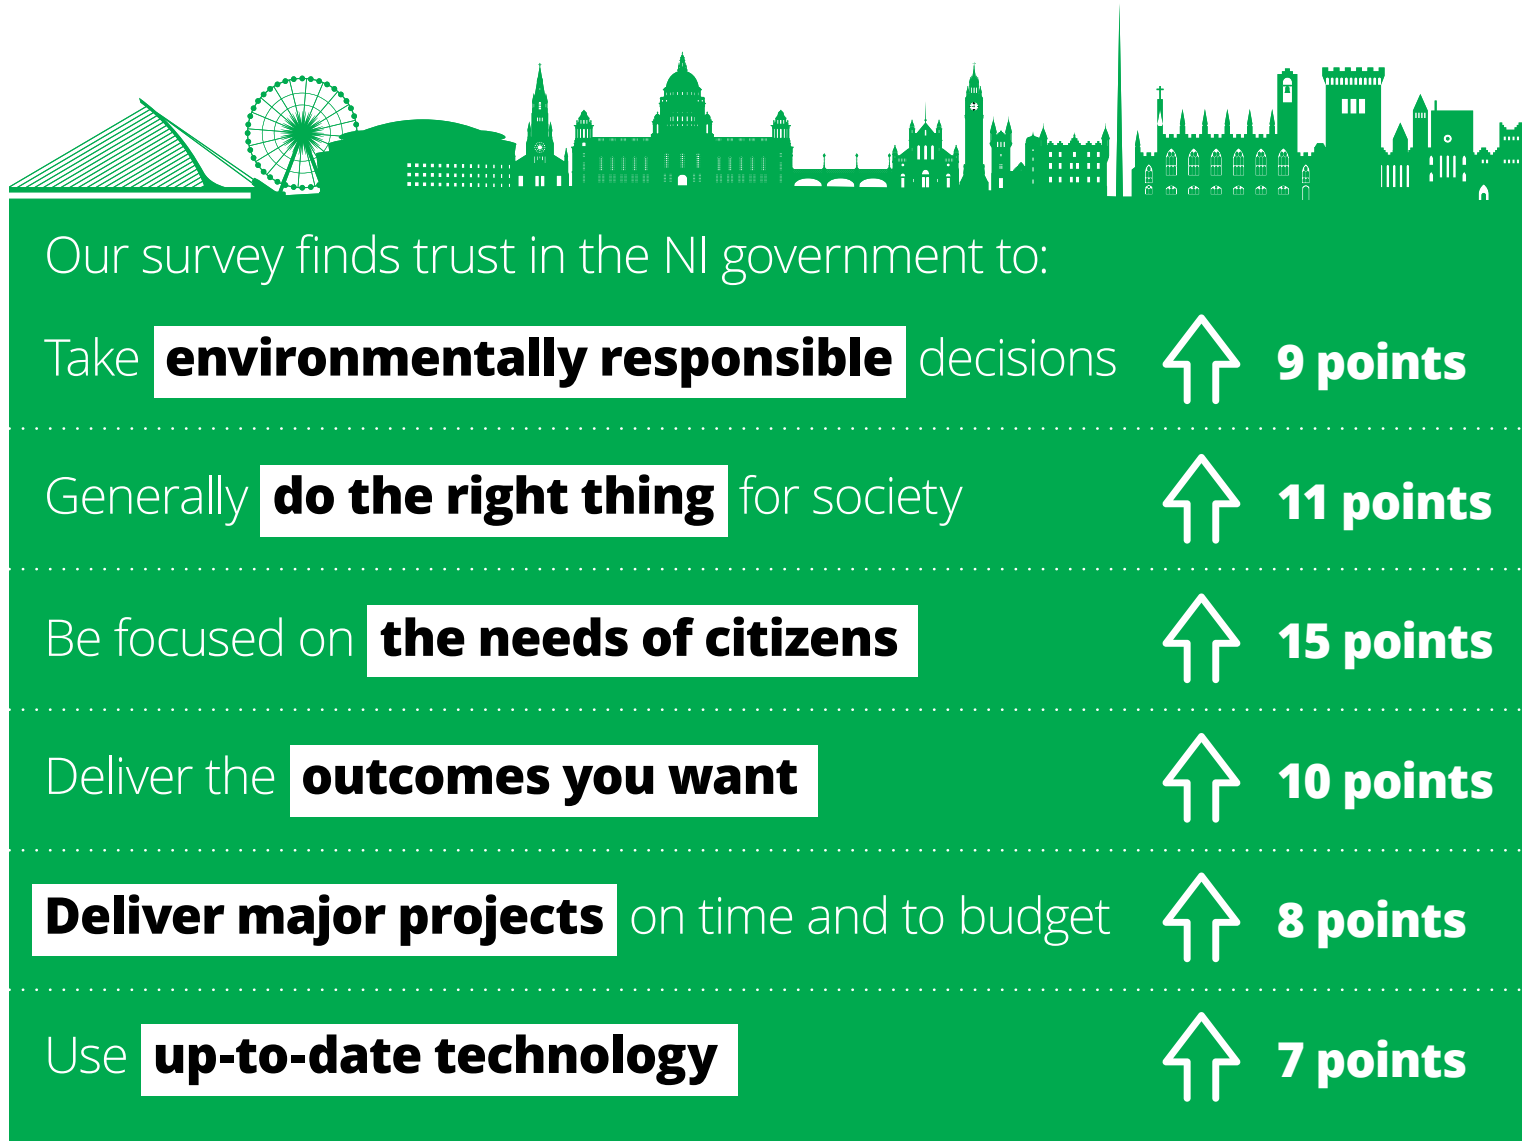 Our survey finds trust in the NI government to:
Take environmentally responsible decisions 9 points
Generally do the right thing for society 11 points
Be focused on the needs of citizens 15 points
Deliver the outcomes you want 10 points
Deliver major projects on time and to budget 8 points
Use up-to-date technology 7 points